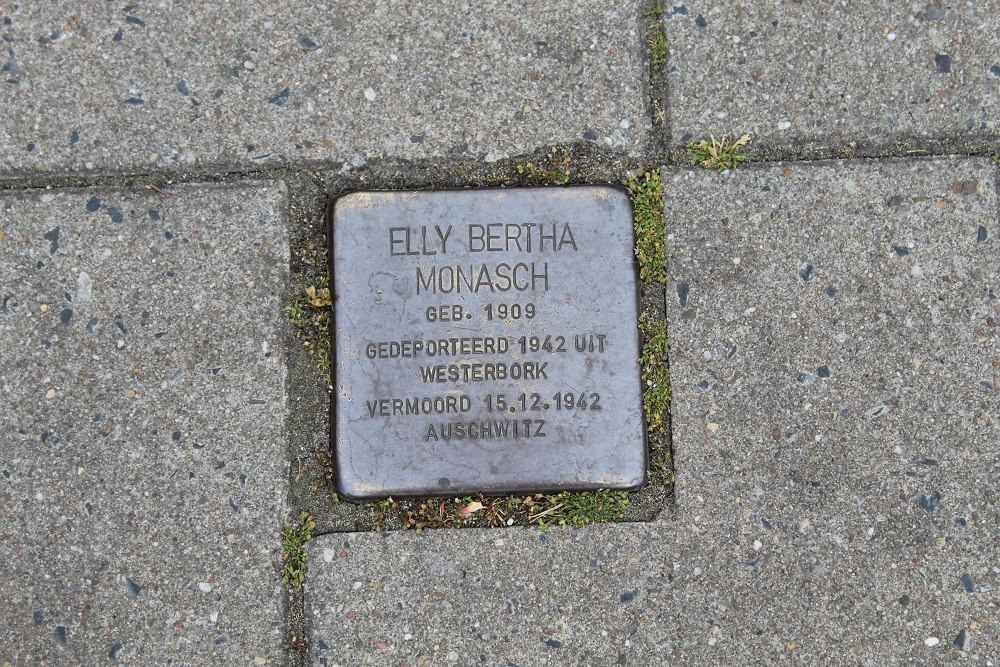 ELLY BERTHA
MONASCH
GEB. 1909
GEDEPORTEERD 1942 UIT
WESTERBORK
VERMOORD 15.12.1942
AUSCHWITZ